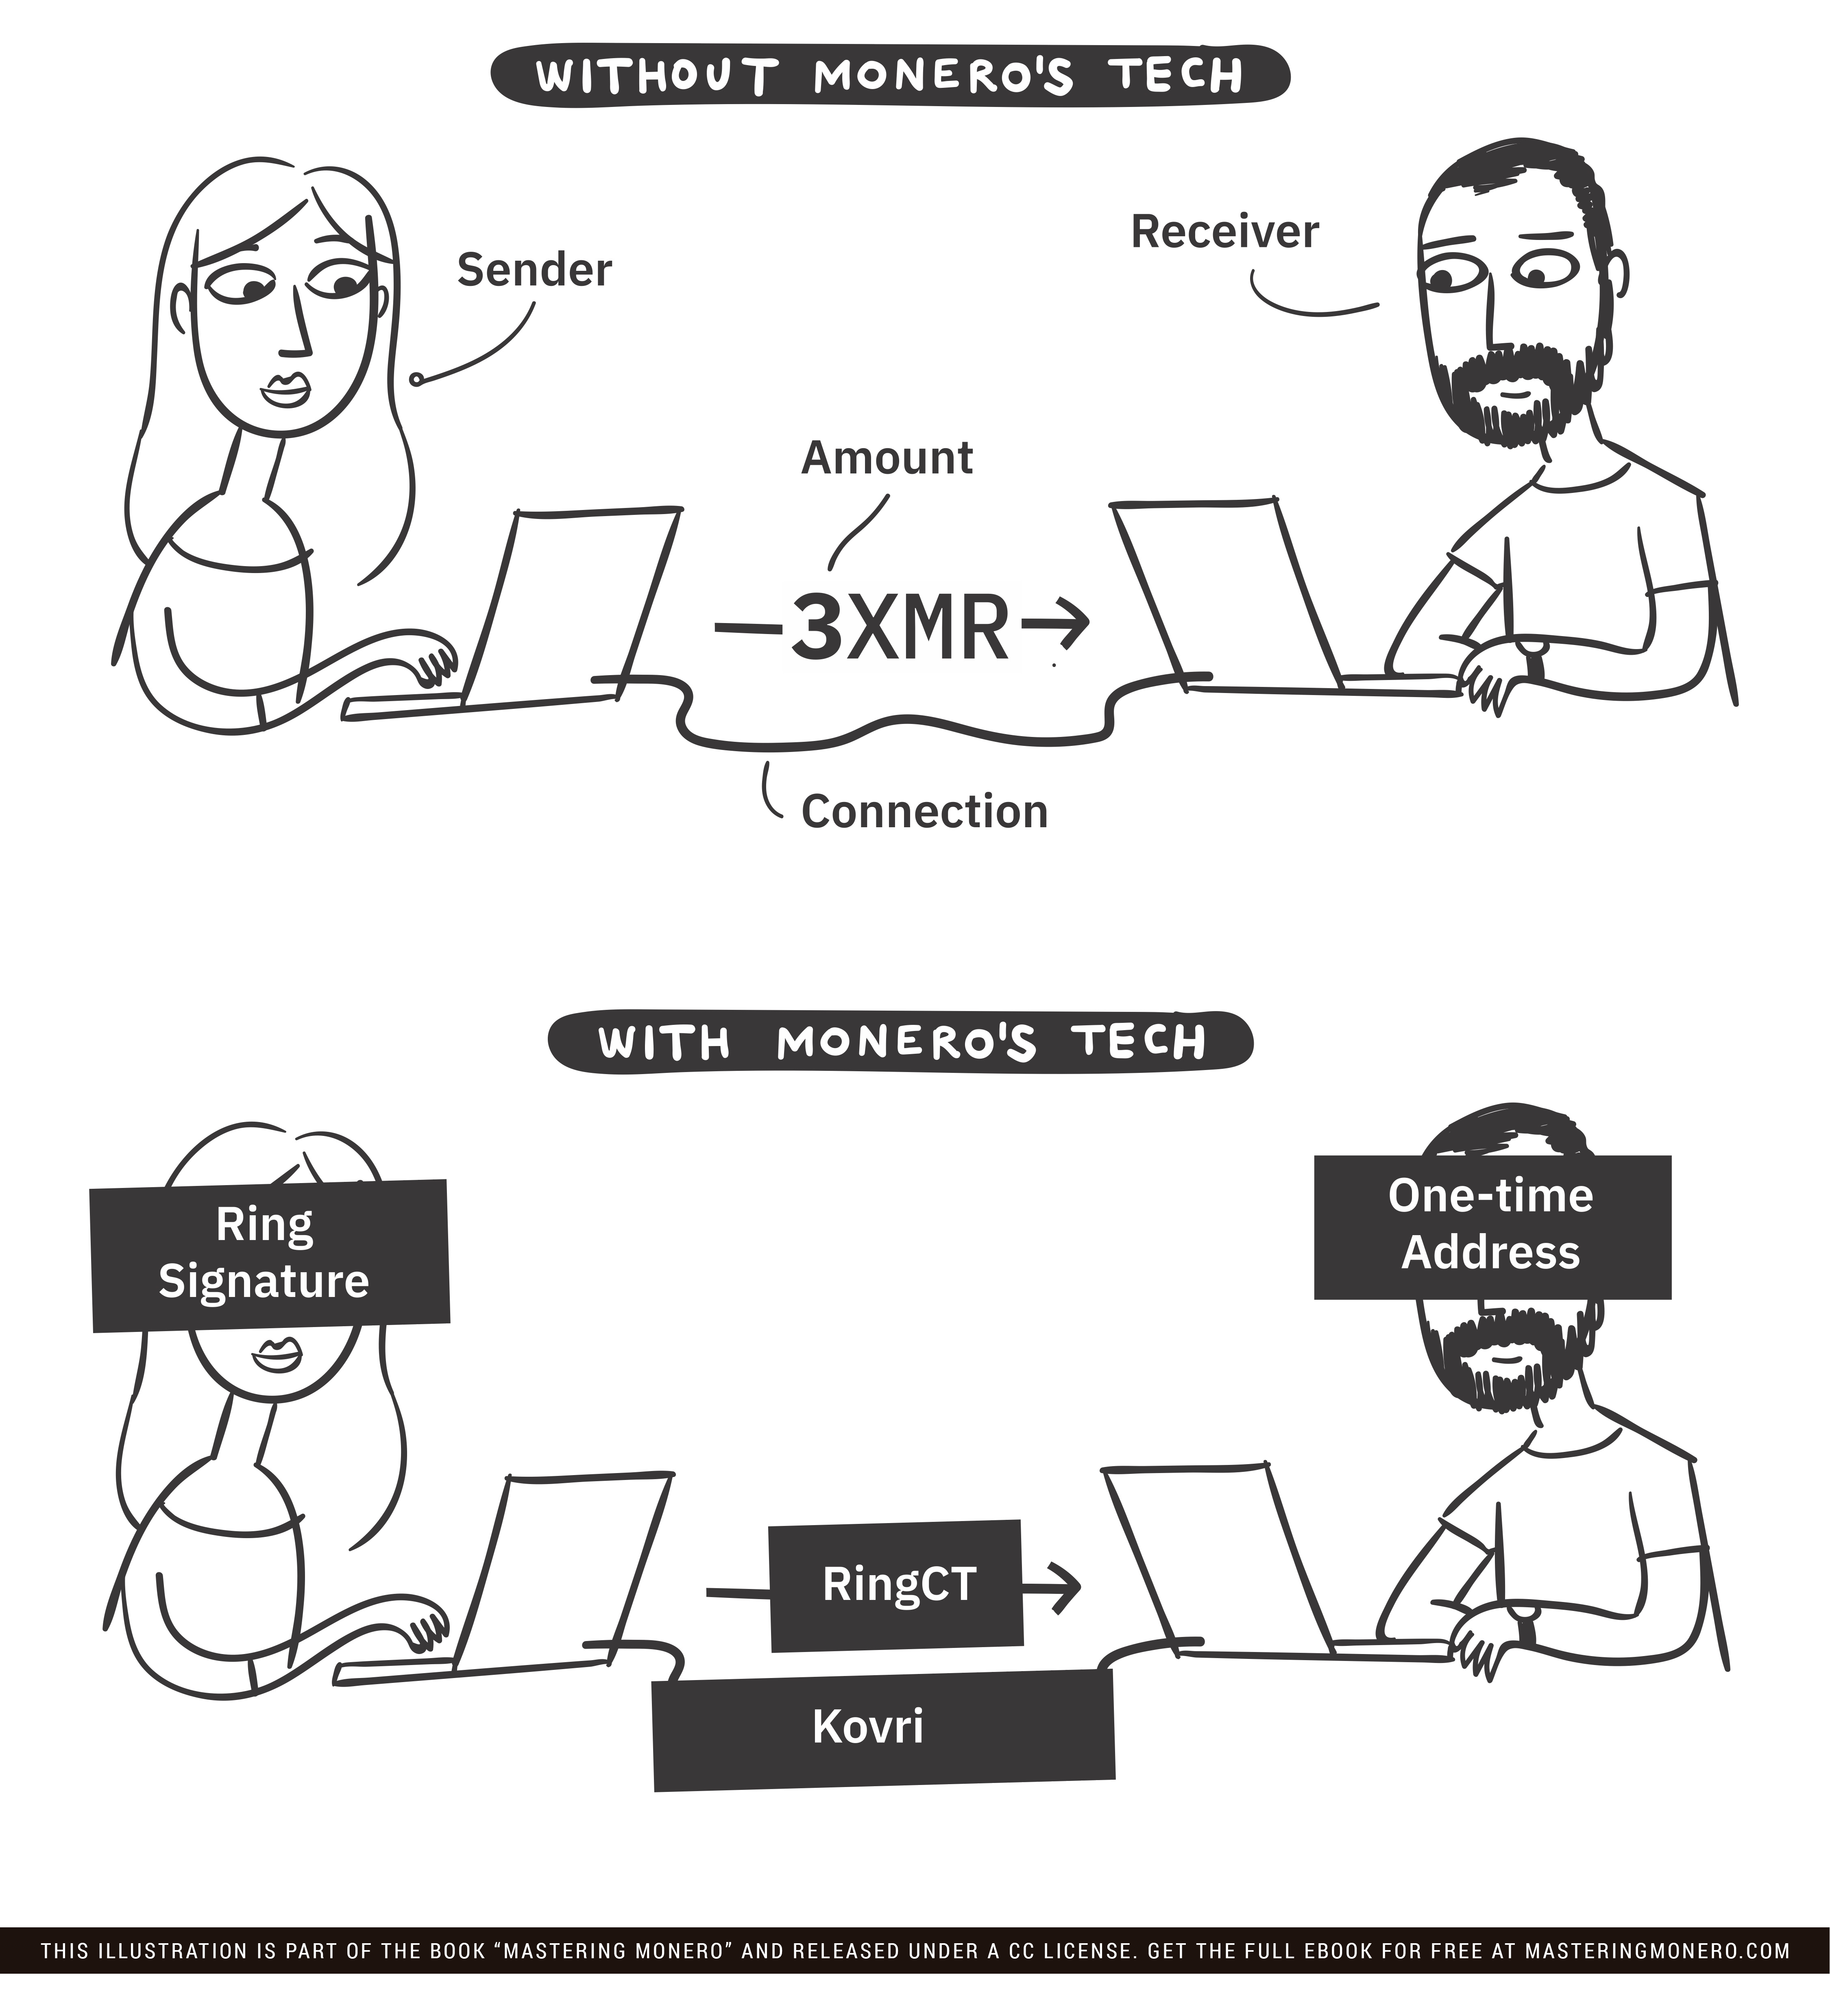 WITHOUT MONERO'S TECH
Sender
Receiver
Amount
3XMR
Connection
WITH MONERO'S TECH
Ring
Signature
One-time
Address
RingCT
Kovri
THIS ILLUSTRATION IS PART OF THE BOOK “MASTERING MONERO” AND RELEASED UNDER A CC LICENSE. GET THE FULL EBOOK FOR FREE AT MASTERINGMONERO.COM